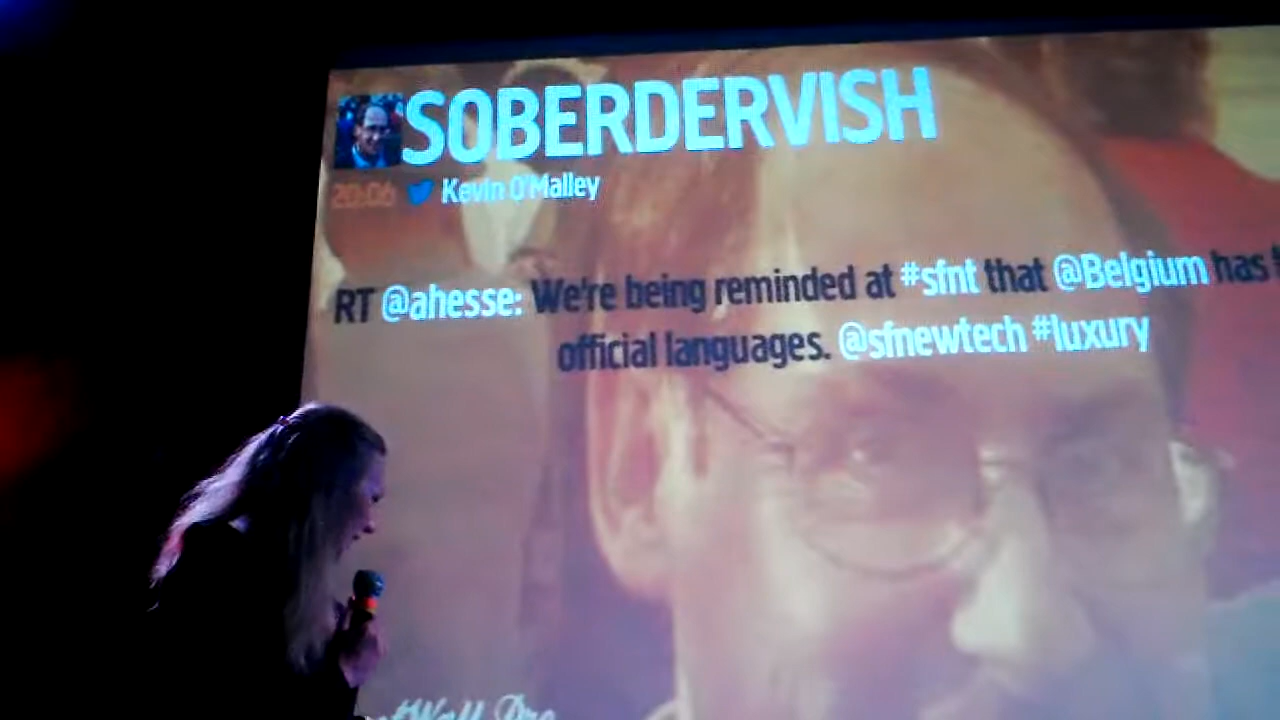 SOBERDERVISH
20:06 Kevin O'Malley
RT @ahesse: We're being reminded at #sfnt that @Belgium has
official languages. @sfnewtech #luxury
Pro